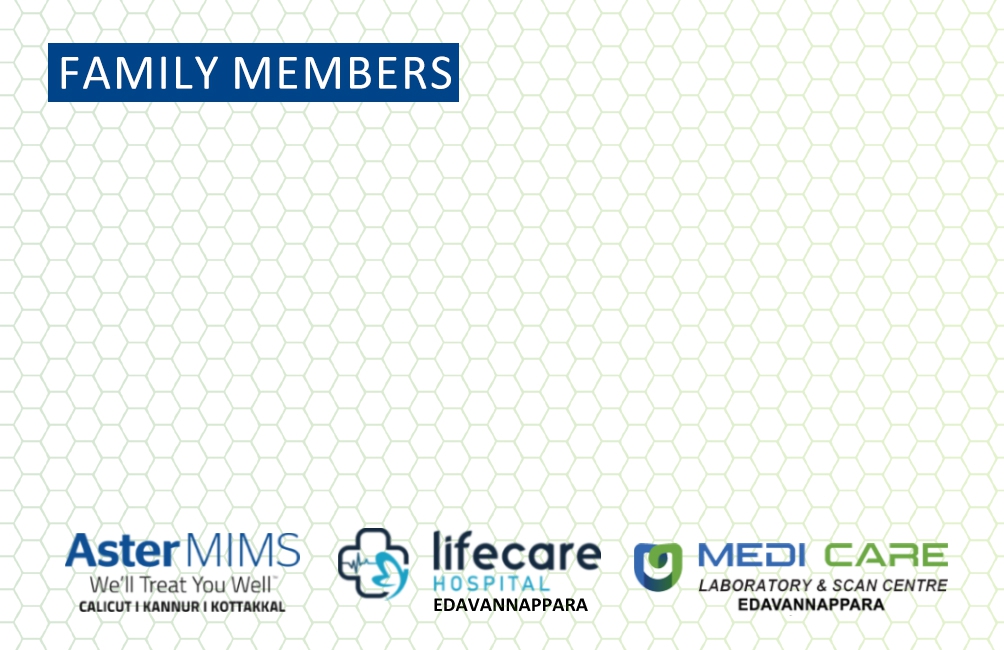 FAMILY MEMBERS
Aster MIMS
We'll Treat You Well™
CALICUT I KANNUR I KOTTAKKAL
lifecare
HOSPITAL
EDAVANNAPPARA
MEDI CARE
LABORATORY & SCAN CENTRE
EDAVANNAPPARA